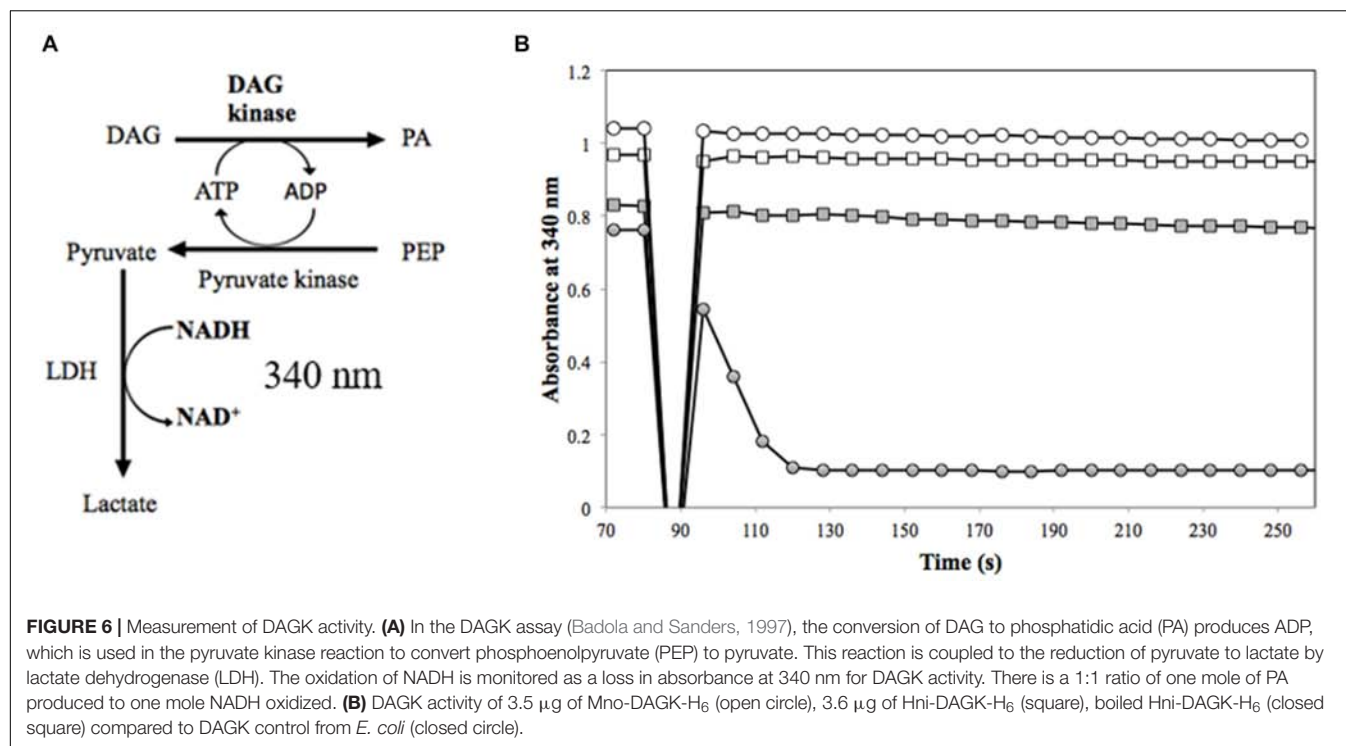 A
DAG
kinase
DAG
PA
ATP
ADP
Pyruvate
PEP
Pyruvate kinase
NADH
LDH
340 nm
NAD⁺
Lactate
B
Absorbance at 340 nm
1.2
1
0.8
0.6
0.4
0.2
0
70 90 110 130 150 170 190 210 230 250
Time (s)
FIGURE 6 | Measurement of DAGK activity. (A) In the DAGK assay (Badola and Sanders, 1997), the conversion of DAG to phosphatidic acid (PA) produces ADP,
which is used in the pyruvate kinase reaction to convert phosphoenolpyruvate (PEP) to pyruvate. This reaction is coupled to the reduction of pyruvate to lactate by
lactate dehydrogenase (LDH). The oxidation of NADH is monitored as a loss in absorbance at 340 nm for DAGK activity. There is a 1:1 ratio of one mole of PA
produced to one mole NADH oxidized. (B) DAGK activity of 3.5 μg of Mno-DAGK-H₆ (open circle), 3.6 μg of Hni-DAGK-H₆ (square), boiled Hni-DAGK-H₆ (closed
square) compared to DAGK control from E. coli (closed circle).